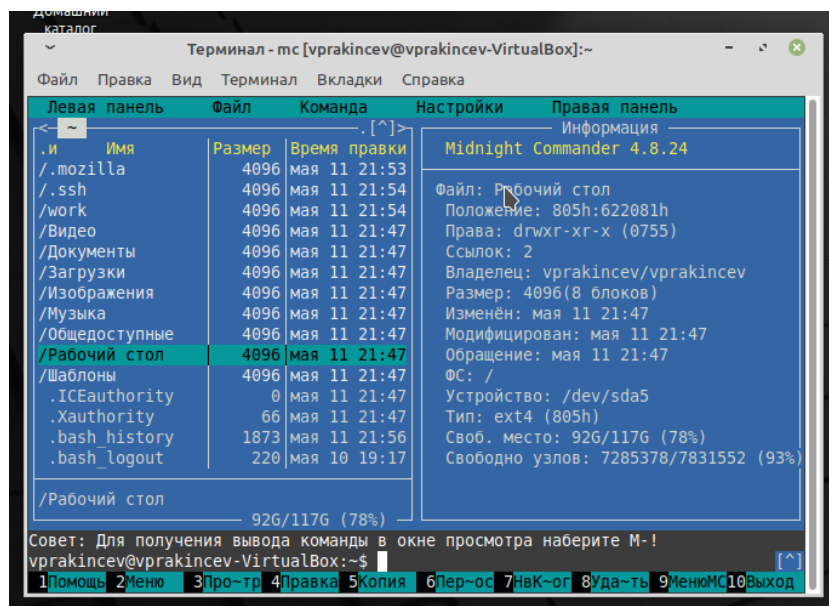 Домашний
каталог
Терминал - mc [vprakincev@vprakincev-VirtualBox]:~
Файл Правка Вид Терминал Вкладки Справка
Левая панель Файл Команда Настройки Правая панель
<- ~ .[^]>
.и Имя Размер Время правки
/.mozilla 4096 мая 11 21:53
/.ssh 4096 мая 11 21:54
/work 4096 мая 11 21:54
/Видео 4096 мая 11 21:47
/Документы 4096 мая 11 21:47
/Загрузки 4096 мая 11 21:47
/Изображения 4096 мая 11 21:47
/Музыка 4096 мая 11 21:47
/Общедоступные 4096 мая 11 21:47
/Рабочий стол 4096 мая 11 21:47
/Шаблоны 4096 мая 11 21:47
.ICEauthority 0 мая 11 21:47
.Xauthority 66 мая 11 21:47
.bash_history 1873 мая 11 21:56
.bash_logout 220 мая 10 19:17
/Рабочий стол
92G/117G (78%)
Информация
Midnight Commander 4.8.24
Файл: Рабочий стол
Положение: 805h:622081h
Права: drwxr-xr-x (0755)
Ссылок: 2
Владелец: vprakincev/vprakincev
Размер: 4096(8 блоков)
Изменён: мая 11 21:47
Модифицирован: мая 11 21:47
Обращение: мая 11 21:47
ФС: /
Устройство: /dev/sda5
Тип: ext4 (805h)
Своб. место: 92G/117G (78%)
Свободно узлов: 7285378/7831552 (93%)
Совет: Для получения вывода команды в окне просмотра наберите M-!
vprakincev@vprakincev-VirtualBox:~$ [^]
1Помощь 2Меню 3Про~тр 4Правка 5Копия 6Пер~ос 7НвК~ог 8Уда~ть 9МенюMC 10Выход